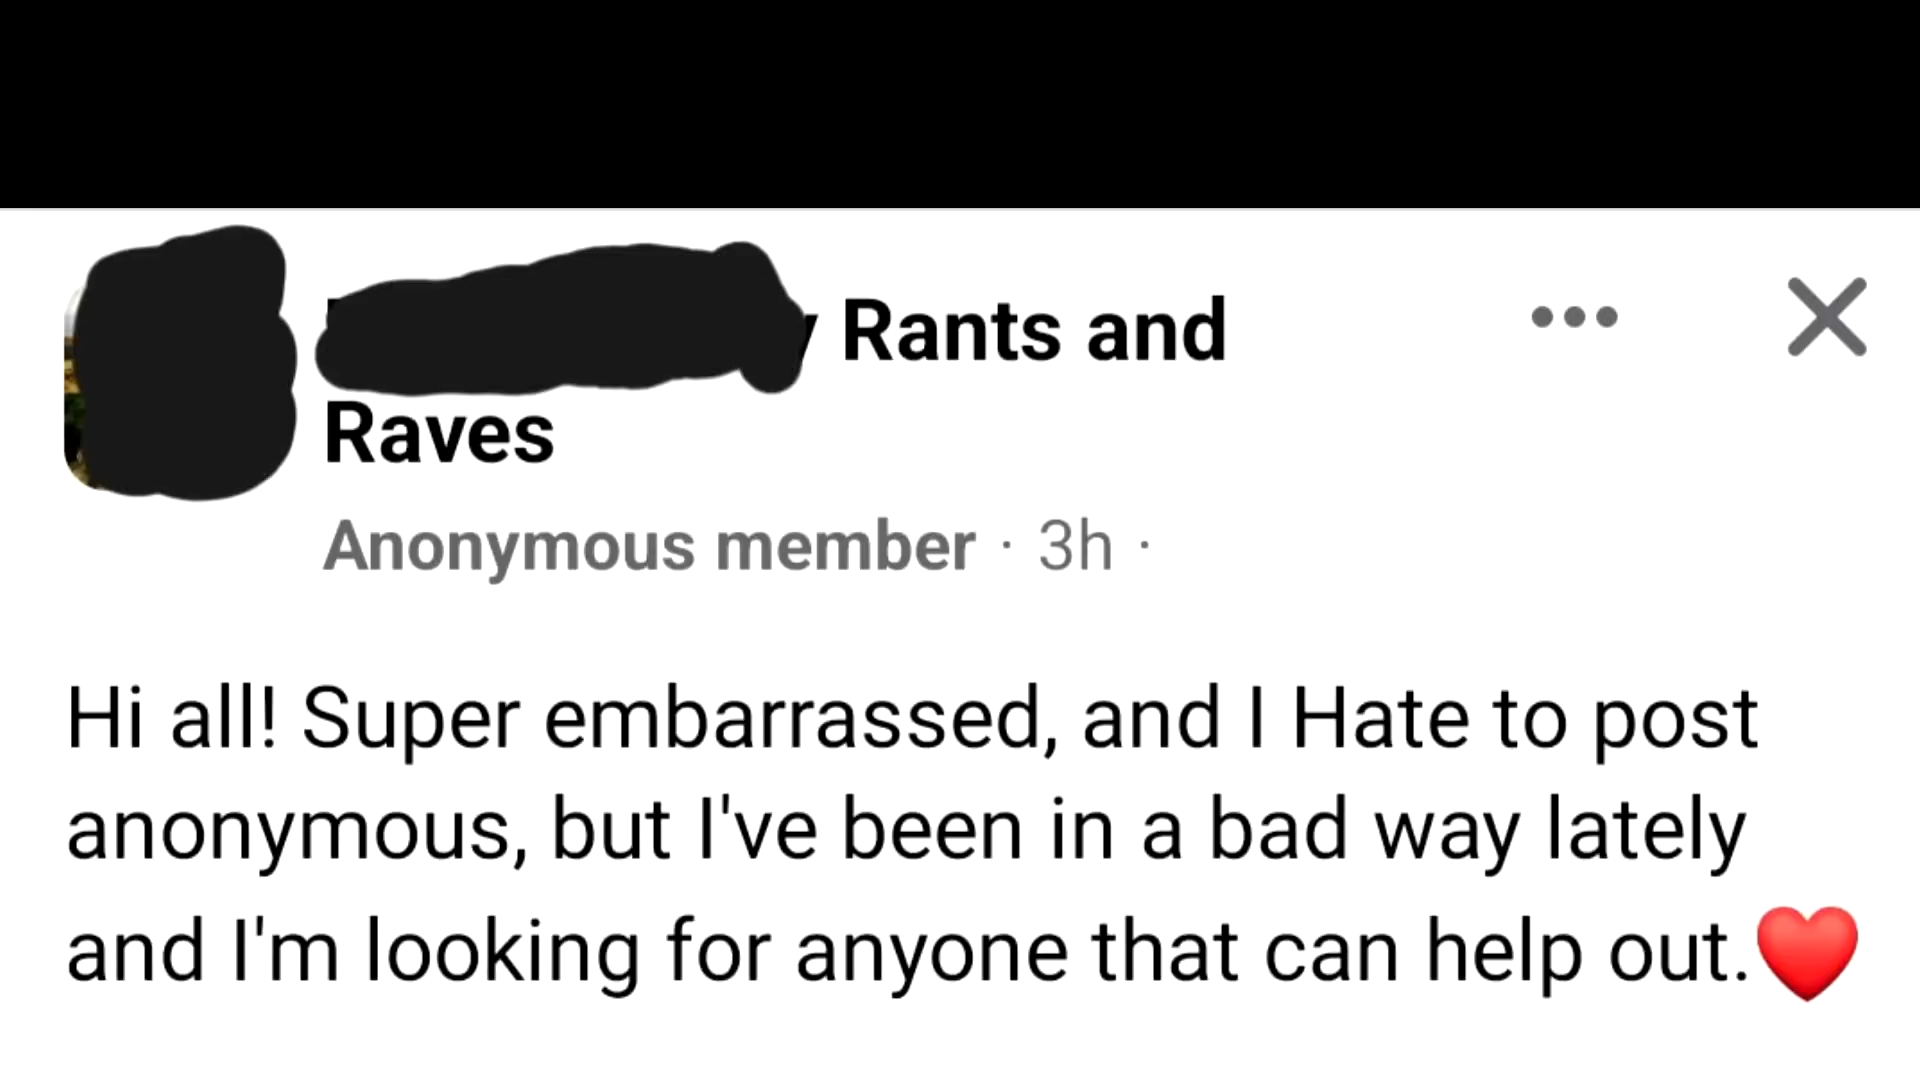 Rants and
Raves
Anonymous member · 3h ·
Hi all! Super embarrassed, and I Hate to post
anonymous, but I've been in a bad way lately
and I'm looking for anyone that can help out.❤️